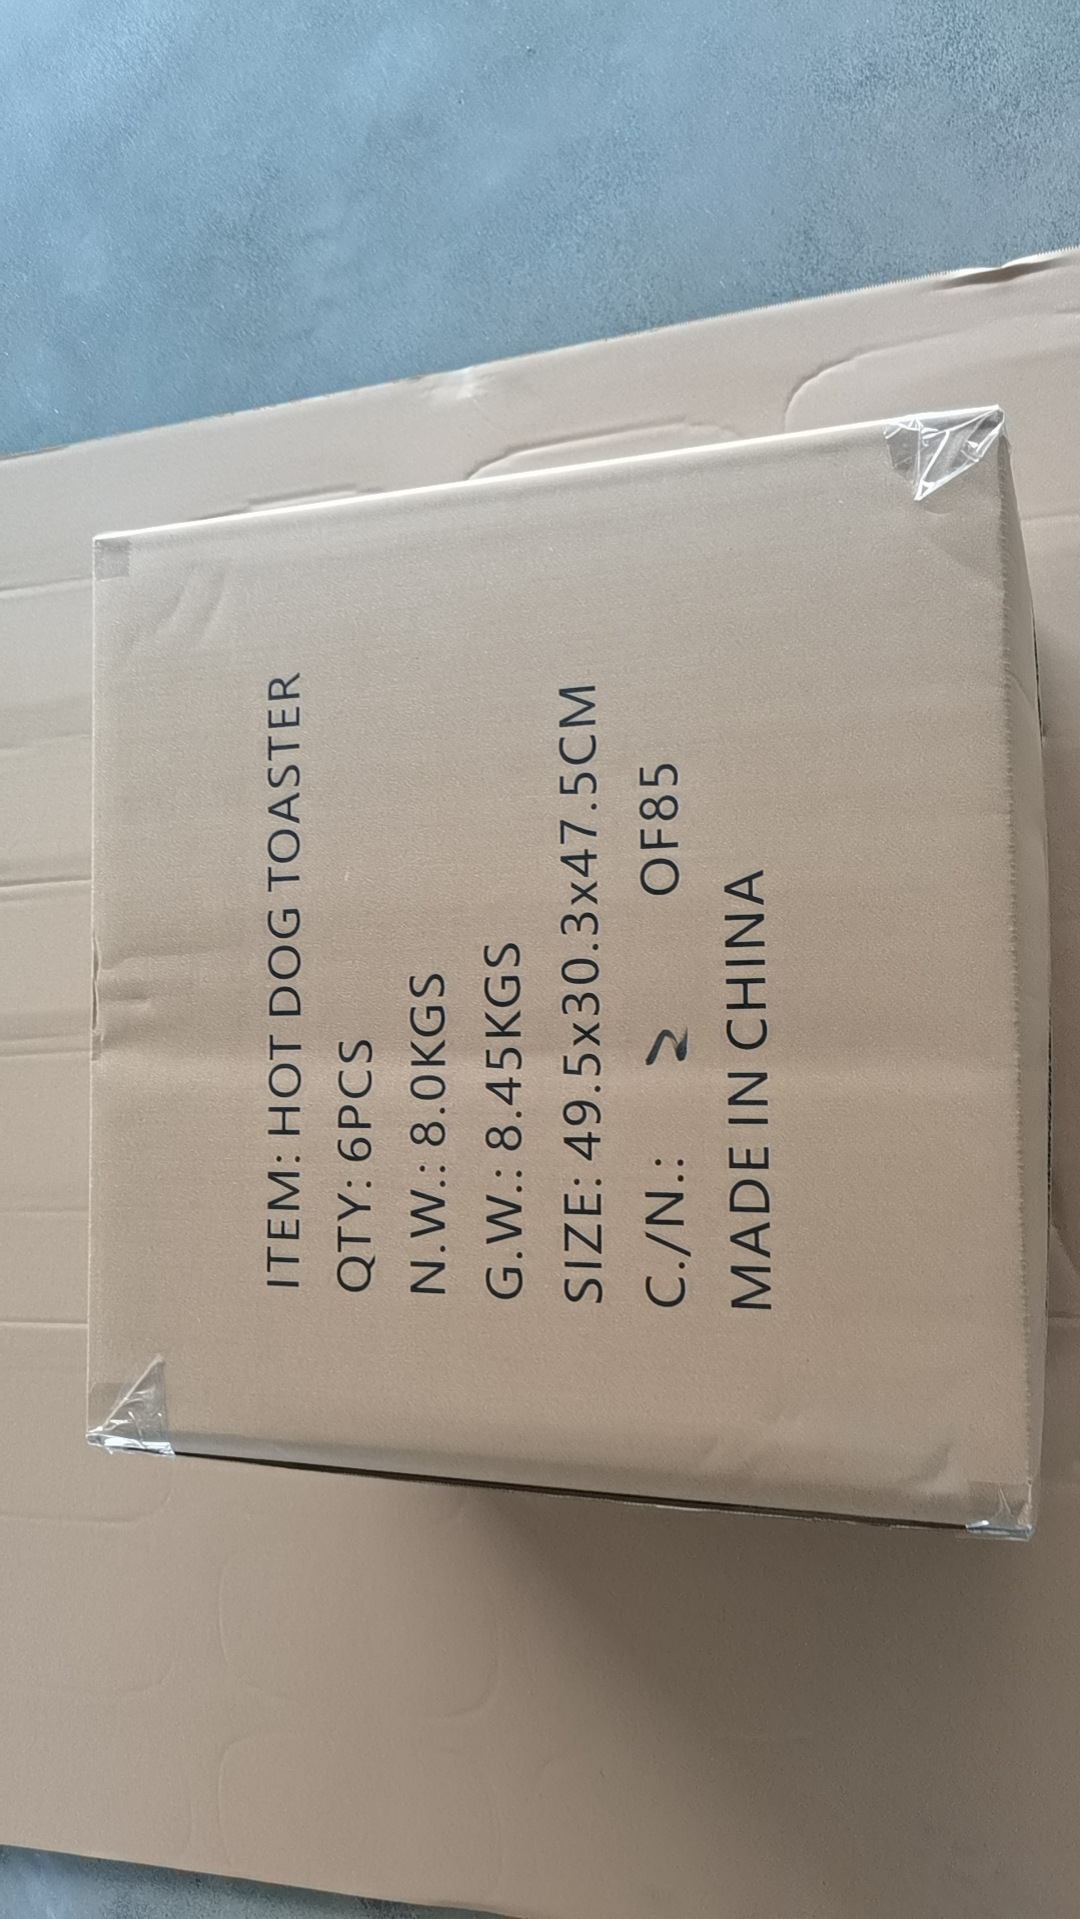 ITEM: HOT DOG TOASTER
QTY: 6PCS
N.W.: 8.0KGS
G.W.: 8.45KGS
SIZE: 49.5x30.3x47.5CM
C./N.: 2 OF85
MADE IN CHINA